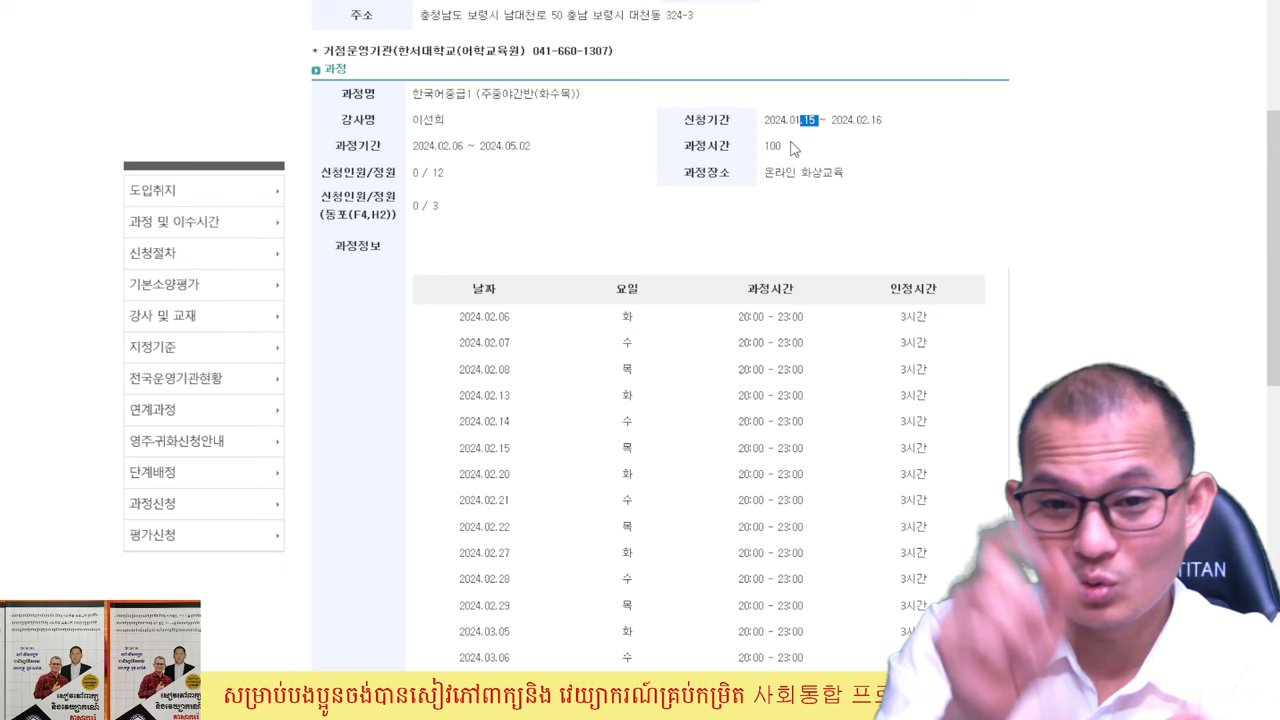 주소 충청남도 보령시 남대천로 50 충남 보령시 대천동 324-3
* 거점운영기관(한서대학교(어학교육원) 041-660-1307)
과정
과정명 한국어중급1 (주중야간반(화수목))
강사명 이선희 신청기간 2024.01.15 ~ 2024.02.16
과정기간 2024.02.06 ~ 2024.05.02 과정시간 100
신청인원/정원 0 / 12 과정장소 온라인 화상교육
신청인원/정원
(동포(F4,H2)) 0 / 3
과정정보
날짜 요일 과정시간 인정시간
2024.02.06 화 20:00 - 23:00 3시간
2024.02.07 수 20:00 - 23:00 3시간
2024.02.08 목 20:00 - 23:00 3시간
2024.02.13 화 20:00 - 23:00 3시간
2024.02.14 수 20:00 - 23:00 3시간
2024.02.15 목 20:00 - 23:00 3시간
2024.02.20 화 20:00 - 23:00 3시간
2024.02.21 수 20:00 - 23:00 3시간
2024.02.22 목 20:00 - 23:00 3시간
2024.02.27 화 20:00 - 23:00 3시간
2024.02.28 수 20:00 - 23:00 3시간
2024.02.29 목 20:00 - 23:00 3시간
2024.03.05 화 20:00 - 23:00 3시간
2024.03.06 수 20:00 - 23:00
도입취지
과정 및 이수시간
신청절차
기본소양평가
강사 및 교재
지정기준
전국운영기관현황
연계과정
영주·귀화신청안내
단계배정
과정신청
평가신청
TITAN
សម្រាប់បងប្អូនចង់បានសៀវភៅពាក្យនិង វេយ្យាករណ៍គ្រប់កម្រិត 사회통합 프로